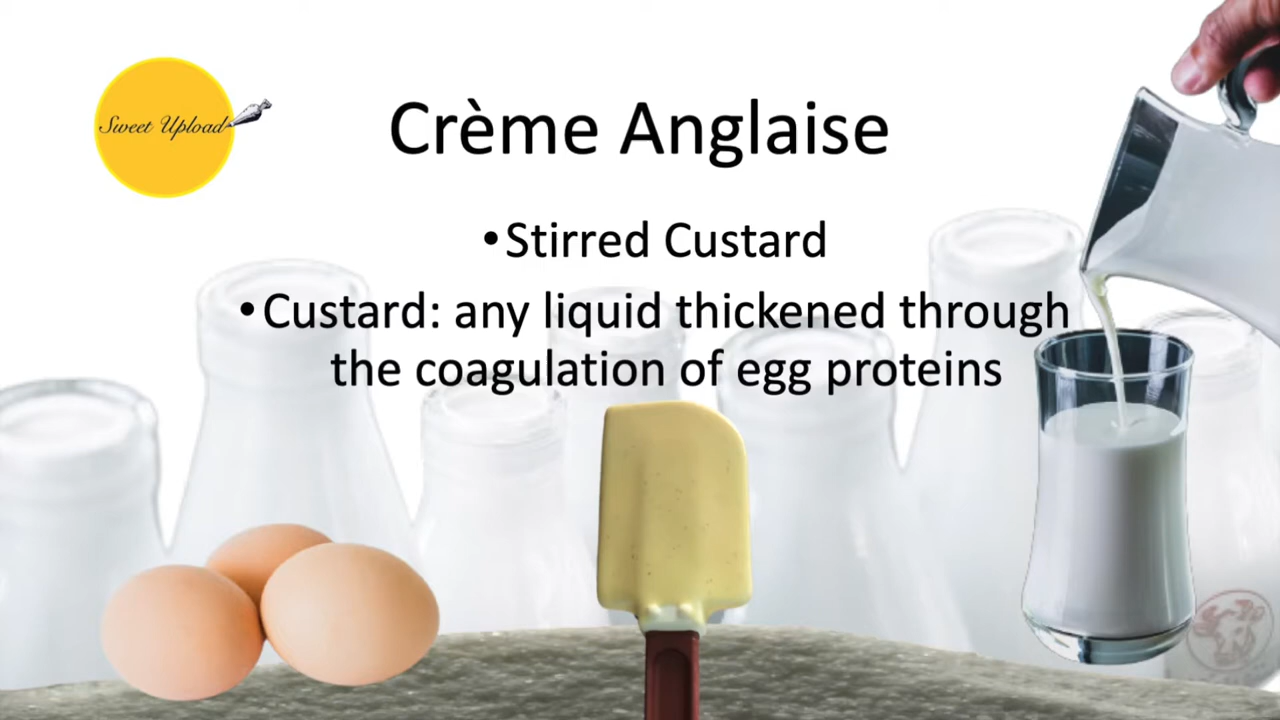 Sweet Upload
Crème Anglaise
•Stirred Custard
•Custard: any liquid thickened through
the coagulation of egg proteins